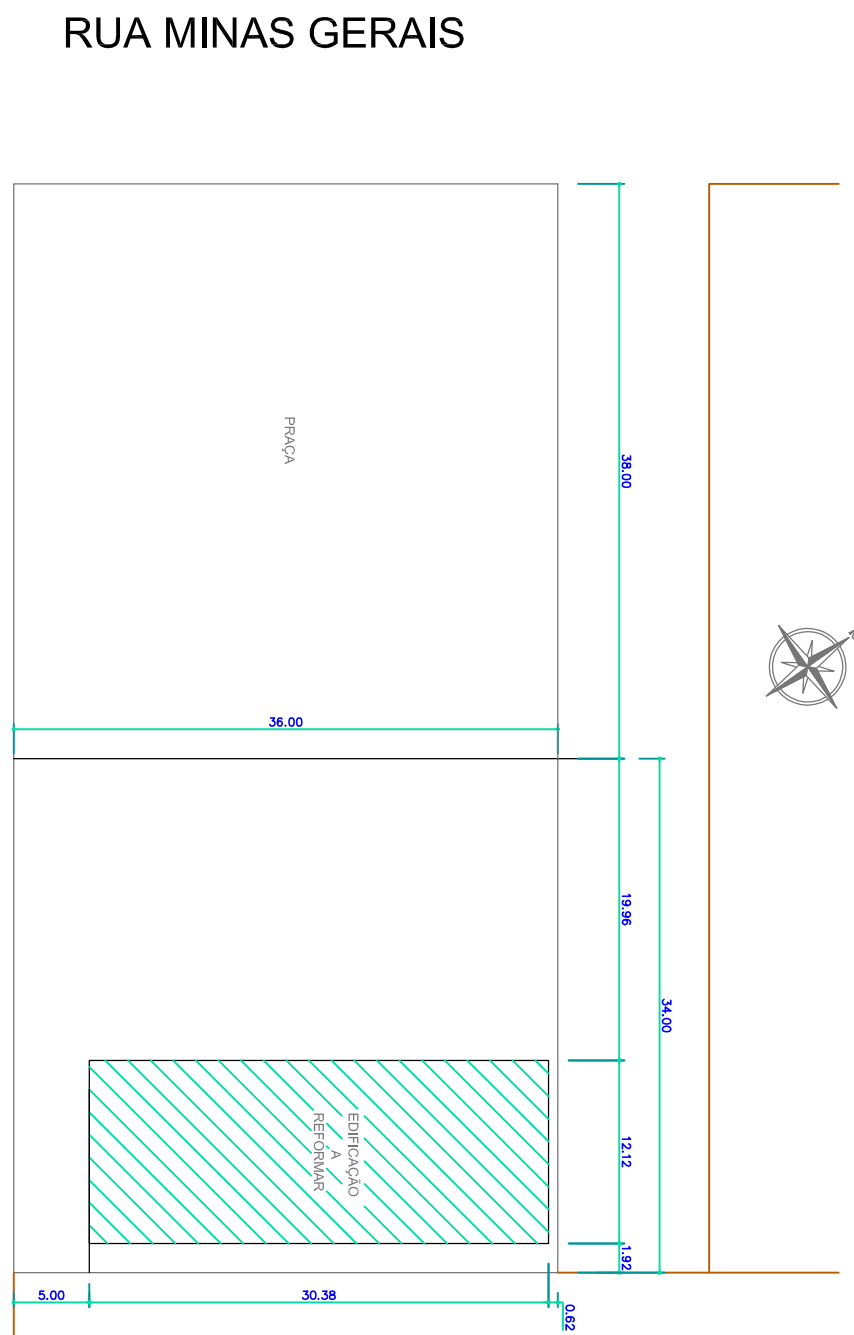 RUA MINAS GERAIS
PRAÇA
38.00
36.00
19.96
34.00
EDIFICAÇÃO
A
REFORMAR
12.12
1.92
5.00
30.38
0.62